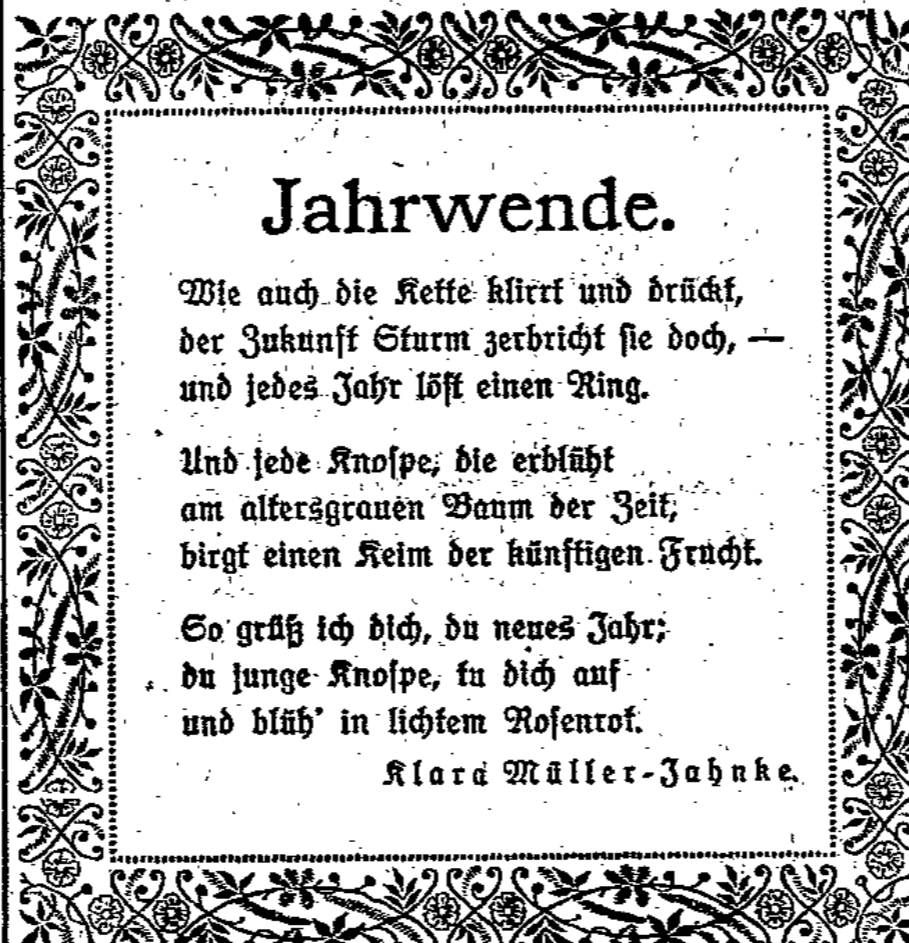 Jahrwende.
Wie auch die Kette klirrt und drückt,
der Zukunft Sturm zerbricht sie doch, —
und jedes Jahr löst einen Ring.
Und jede Knospe, die erblüht
am altersgrauen Baum der Zeit,
birgt einen Keim der künftigen Frucht.
So grüß ich dich, du neues Jahr;
du junge Knospe, tu dich auf
und blüh' in lichtem Rosenrot.
Klara Müller-Jahnke.